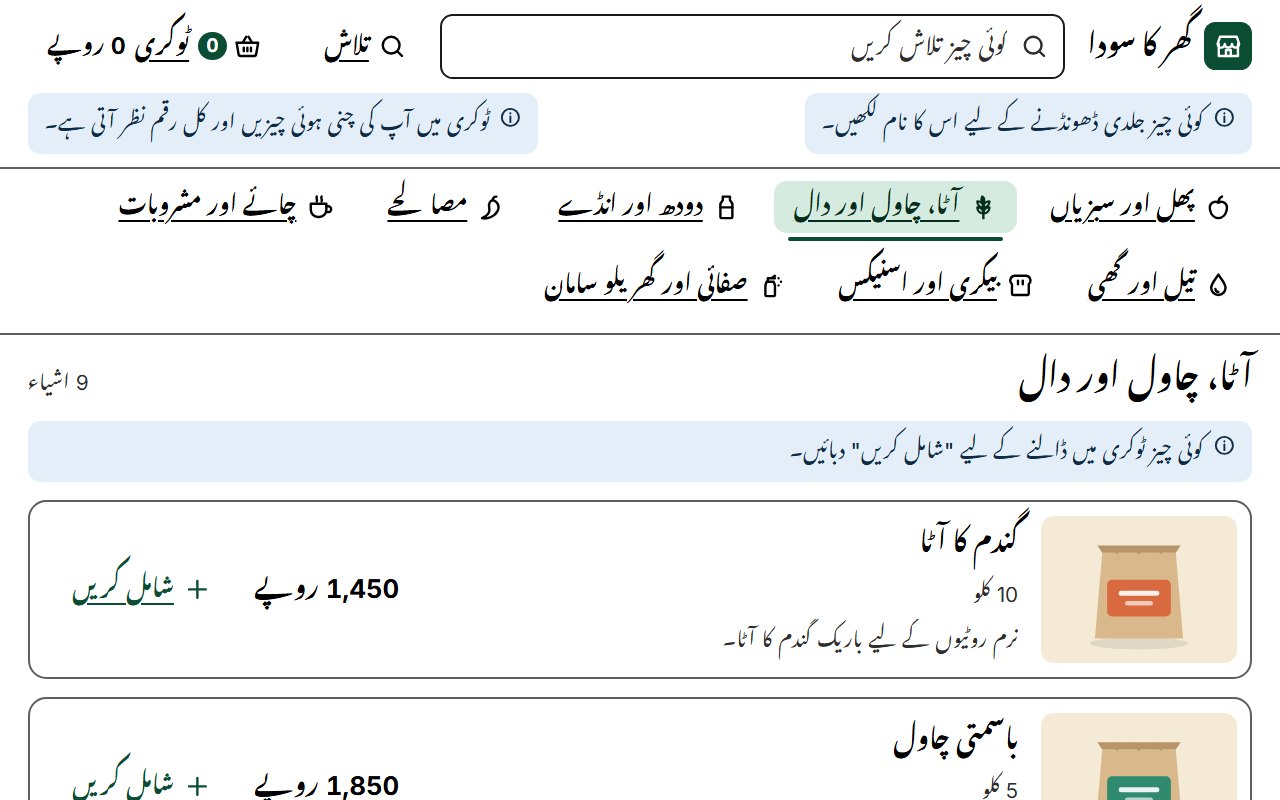 گھر کا سودا
کوئی چیز تلاش کریں
تلاش
0 ٹوکری 0 روپے
کوئی چیز جلدی ڈھونڈنے کے لیے اس کا نام لکھیں۔
ٹوکری میں آپ کی چنی ہوئی چیزیں اور کل رقم نظر آتی ہے۔
پھل اور سبزیاں
آٹا، چاول اور دال
دودھ اور انڈے
مصالحے
چائے اور مشروبات
تیل اور گھی
بیکری اور اسنیکس
صفائی اور گھریلو سامان
آٹا، چاول اور دال
9 اشیاء
کوئی چیز ٹوکری میں ڈالنے کے لیے "شامل کریں" دبائیں۔
گندم کا آٹا
10 کلو
نرم روٹیوں کے لیے باریک گندم کا آٹا۔
1,450 روپے
شامل کریں
باسمتی چاول
5 کلو
1,850 روپے
شامل کریں